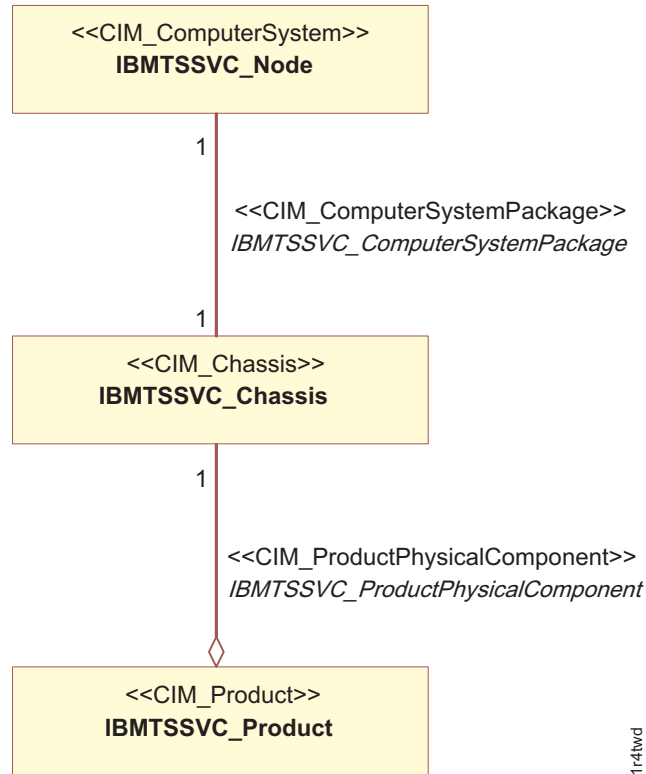 <<CIM_ComputerSystem>>
IBMTSSVC_Node
1
<<CIM_ComputerSystemPackage>>
IBMTSSVC_ComputerSystemPackage
1
<<CIM_Chassis>>
IBMTSSVC_Chassis
1
<<CIM_ProductPhysicalComponent>>
IBMTSSVC_ProductPhysicalComponent
<<CIM_Product>>
IBMTSSVC_Product
1r4twd